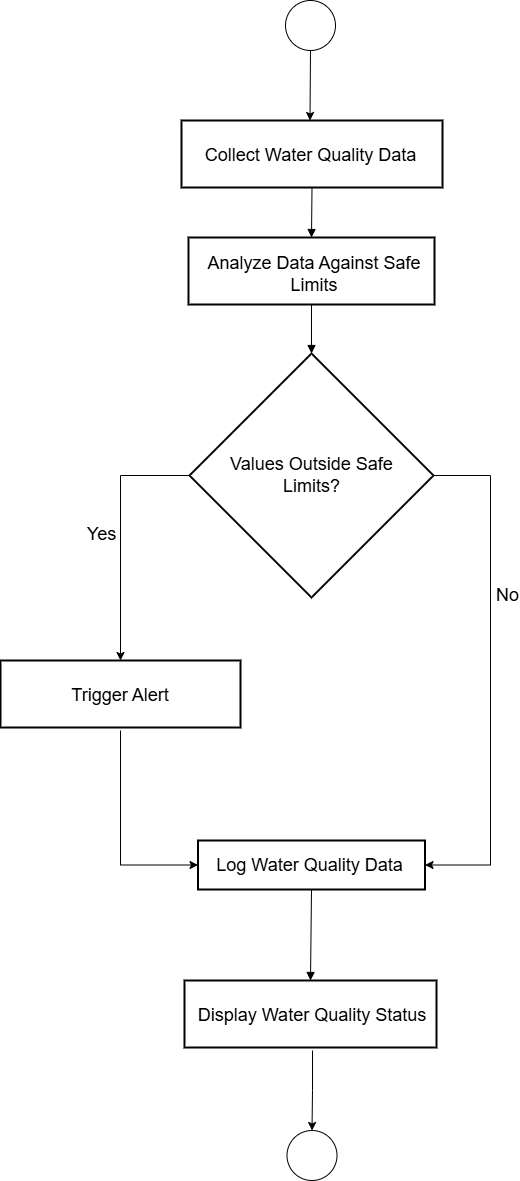 Collect Water Quality Data
Analyze Data Against Safe
Limits
Values Outside Safe
Limits?
Yes
No
Trigger Alert
Log Water Quality Data
Display Water Quality Status